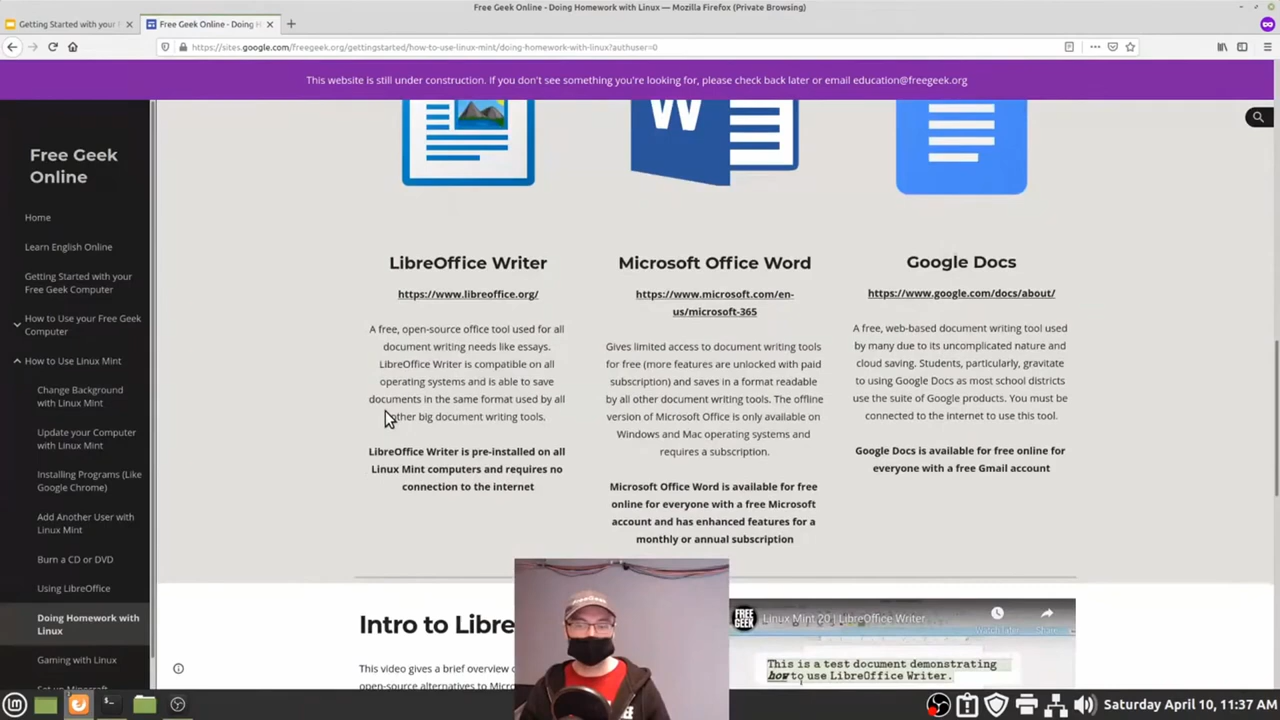 Free Geek Online - Doing Homework with Linux — Mozilla Firefox (Private Browsing)
Getting Started with your F
Free Geek Online - Doing H
https://sites.google.com/freegeek.org/gettingstarted/how-to-use-linux-mint/doing-homework-with-linux?authuser=0
This website is still under construction. If you don't see something you're looking for, please check back later or email education@freegeek.org
Free Geek
Online
Home
Learn English Online
Getting Started with your
Free Geek Computer
How to Use your Free Geek
Computer
How to Use Linux Mint
Change Background
with Linux Mint
Update your Computer
with Linux Mint
Installing Programs (Like
Google Chrome)
Add Another User with
Linux Mint
Burn a CD or DVD
Using LibreOffice
Doing Homework with
Linux
Gaming with Linux
Set up Minecraft
W
LibreOffice Writer
https://www.libreoffice.org/
A free, open-source office tool used for all
document writing needs like essays.
LibreOffice Writer is compatible on all
operating systems and is able to save
documents in the same format used by all
other big document writing tools.
LibreOffice Writer is pre-installed on all
Linux Mint computers and requires no
connection to the internet
Microsoft Office Word
https://www.microsoft.com/en-
us/microsoft-365
Gives limited access to document writing tools
for free (more features are unlocked with paid
subscription) and saves in a format readable
by all other document writing tools. The offline
version of Microsoft Office is only available on
Windows and Mac operating systems and
requires a subscription.
Microsoft Office Word is available for free
online for everyone with a free Microsoft
account and has enhanced features for a
monthly or annual subscription
Google Docs
https://www.google.com/docs/about/
A free, web-based document writing tool used
by many due to its uncomplicated nature and
cloud saving. Students, particularly, gravitate
to using Google Docs as most school districts
use the suite of Google products. You must be
connected to the internet to use this tool.
Google Docs is available for free online for
everyone with a free Gmail account
Intro to Libre
This video gives a brief overview
open-source alternatives to Micro
FREE
GEEK
Linux Mint 20 | LibreOffice Writer
Watch later
Share
This is a test document demonstrating
how to use LibreOffice Writer.
Saturday April 10, 11:37 AM